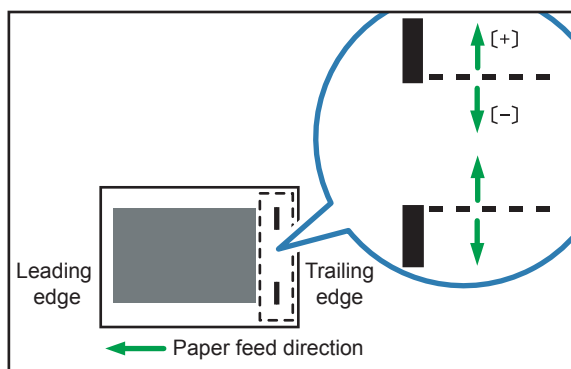 [+]
[−]
Leading
edge
Trailing
edge
Paper feed direction